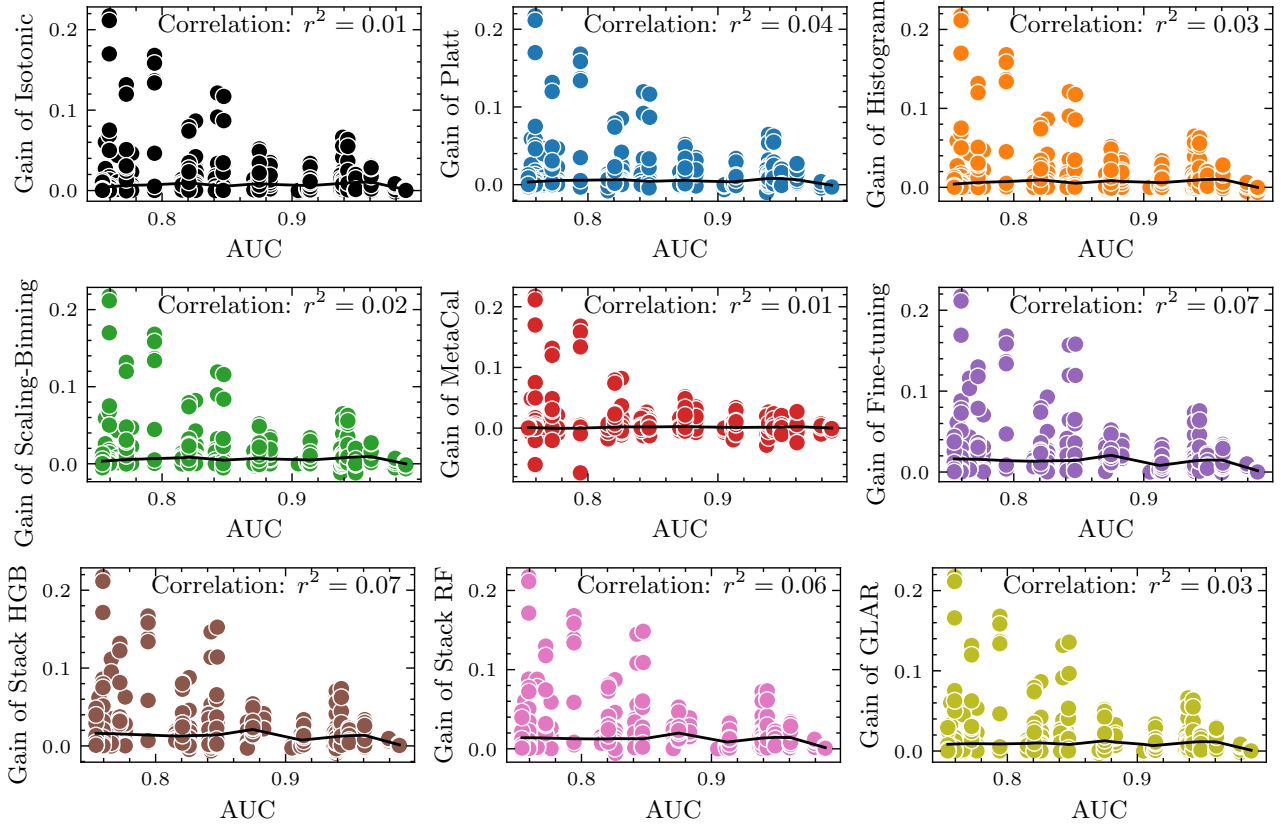 Correlation: r² = 0.01
Gain of Isotonic
0.2
0.1
0.0
0.8
0.9
AUC
Correlation: r² = 0.04
Gain of Platt
0.2
0.1
0.0
0.8
0.9
AUC
Correlation: r² = 0.03
Gain of Histogram
0.2
0.1
0.0
0.8
0.9
AUC
Correlation: r² = 0.02
Gain of Scaling-Binning
0.2
0.1
0.0
0.8
0.9
AUC
Correlation: r² = 0.01
Gain of MetaCal
0.2
0.1
0.0
0.8
0.9
AUC
Correlation: r² = 0.07
Gain of Fine-tuning
0.2
0.1
0.0
0.8
0.9
AUC
Correlation: r² = 0.07
Gain of Stack HGB
0.2
0.1
0.0
0.8
0.9
AUC
Correlation: r² = 0.06
Gain of Stack RF
0.2
0.1
0.0
0.8
0.9
AUC
Correlation: r² = 0.03
Gain of GLAR
0.2
0.1
0.0
0.8
0.9
AUC